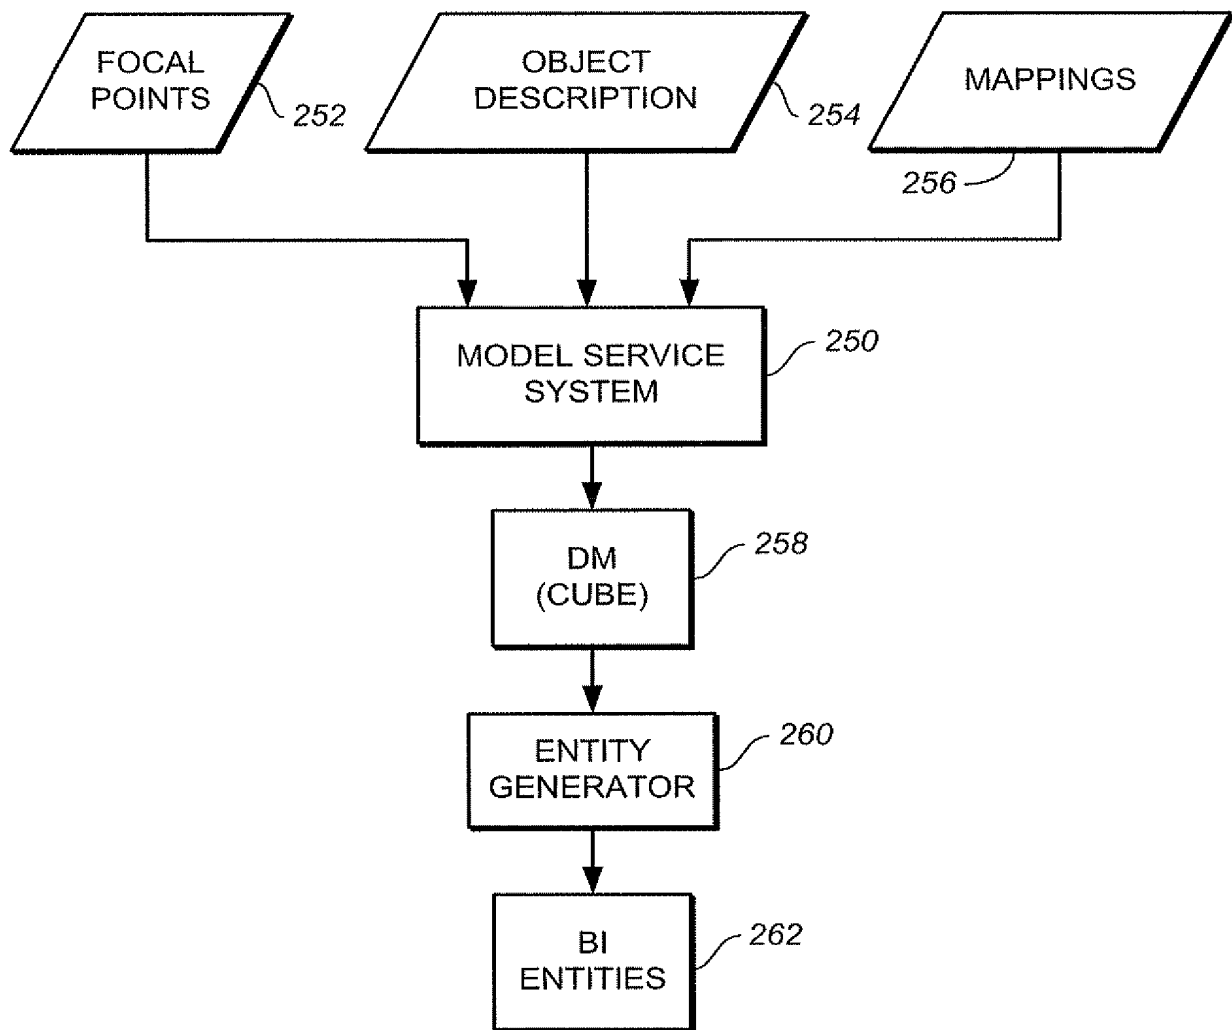 FOCAL
POINTS
252
OBJECT
DESCRIPTION
254
MAPPINGS
256
MODEL SERVICE
SYSTEM
250
DM
(CUBE)
258
ENTITY
GENERATOR
260
BI
ENTITIES
262